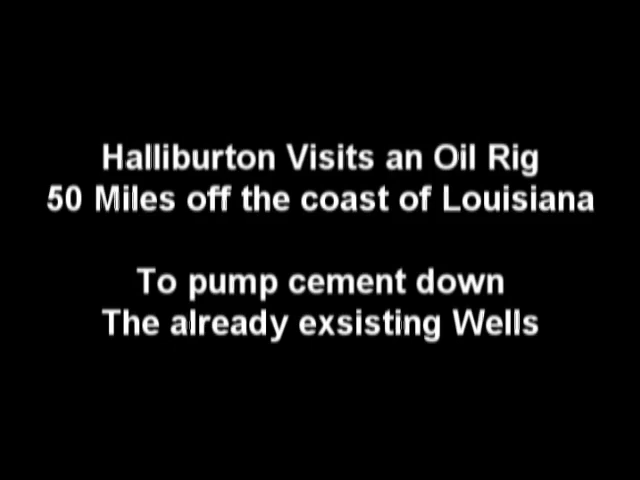 Halliburton Visits an Oil Rig
50 Miles off the coast of Louisiana
To pump cement down
The already exsisting Wells